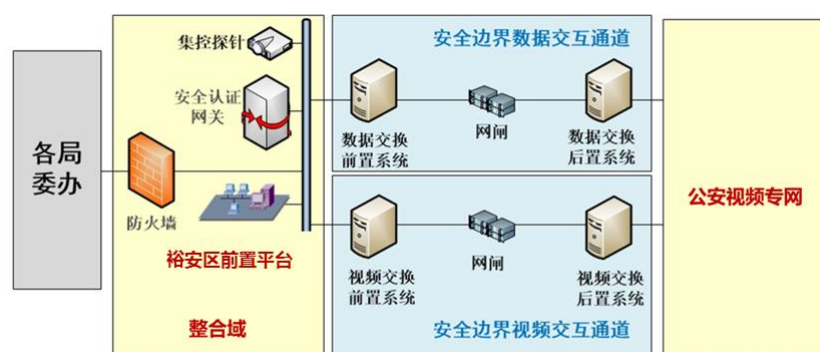 各局
委办
防火墙
集控探针
安全认证
网关
裕安区前置平台
整合域
安全边界数据交互通道
数据交换
前置系统
网闸
数据交换
后置系统
视频交换
前置系统
网闸
视频交换
后置系统
安全边界视频交互通道
公安视频专网